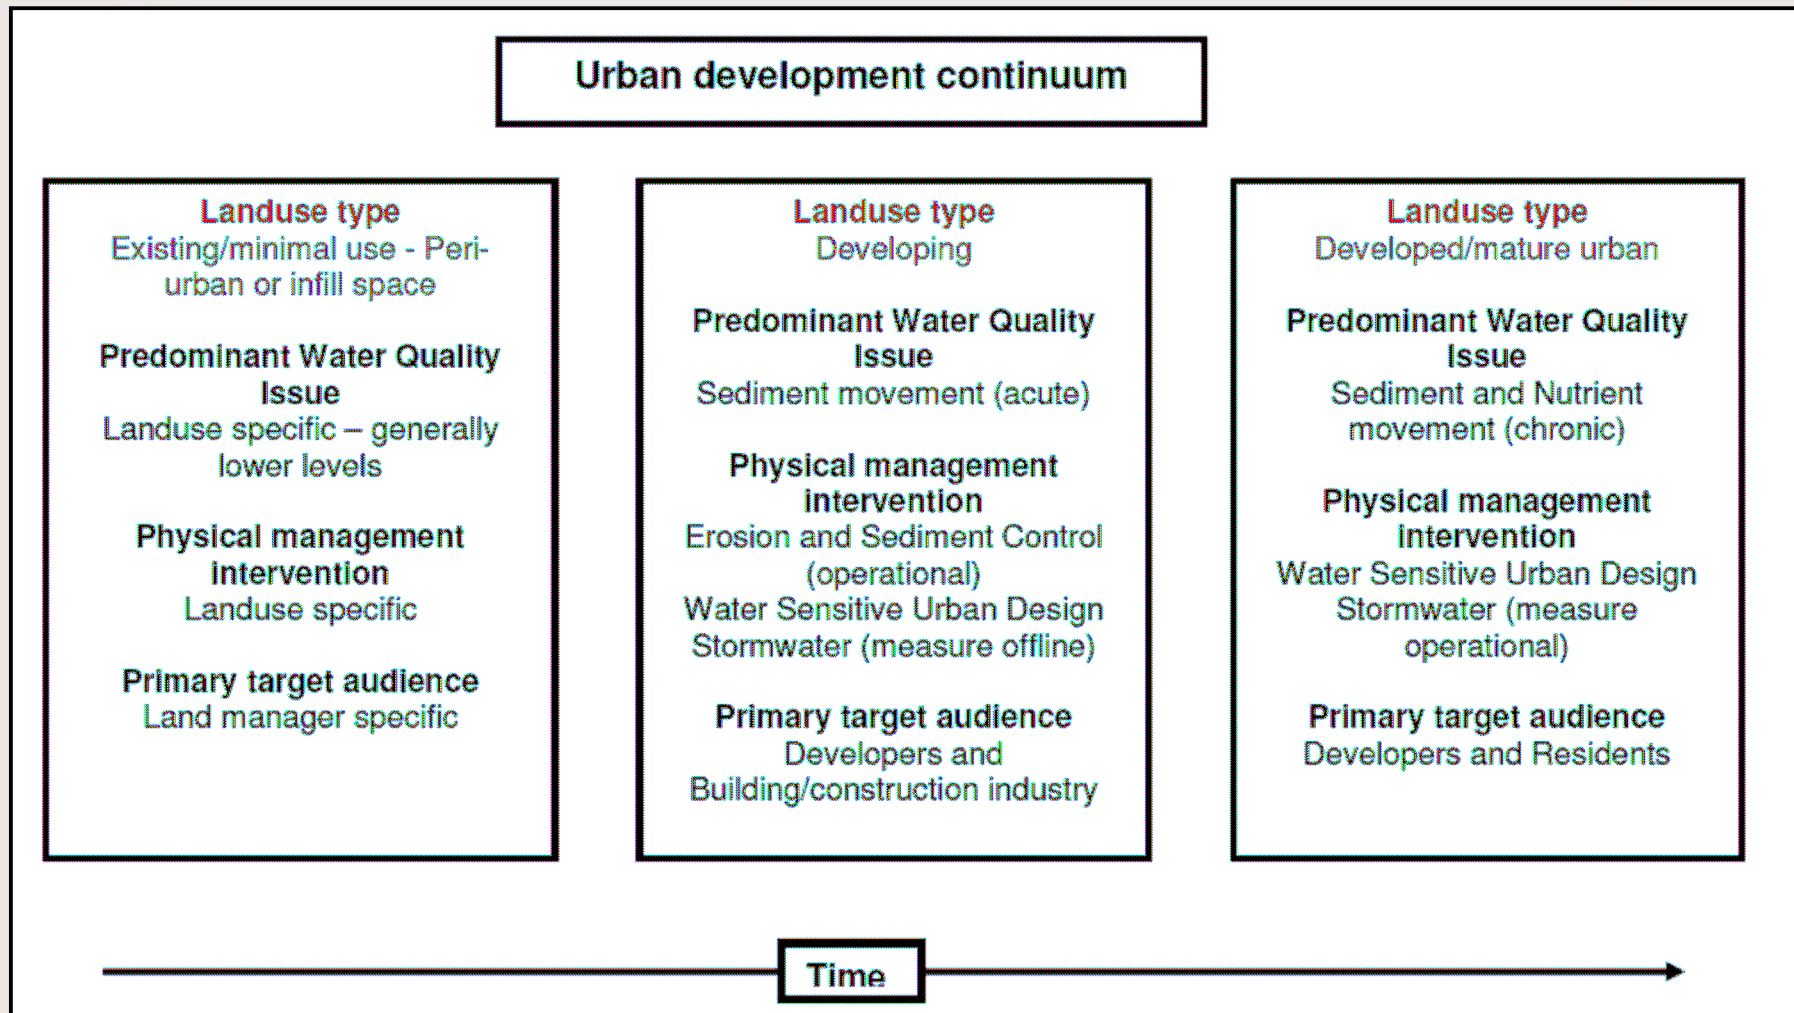 Urban development continuum
Landuse type
Existing/minimal use - Peri-
urban or infill space
Predominant Water Quality
Issue
Landuse specific – generally
lower levels
Physical management
intervention
Landuse specific
Primary target audience
Land manager specific
Landuse type
Developing
Predominant Water Quality
Issue
Sediment movement (acute)
Physical management
intervention
Erosion and Sediment Control
(operational)
Water Sensitive Urban Design
Stormwater (measure offline)
Primary target audience
Developers and
Building/construction industry
Landuse type
Developed/mature urban
Predominant Water Quality
Issue
Sediment and Nutrient
movement (chronic)
Physical management
intervention
Water Sensitive Urban Design
Stormwater (measure
operational)
Primary target audience
Developers and Residents
Time